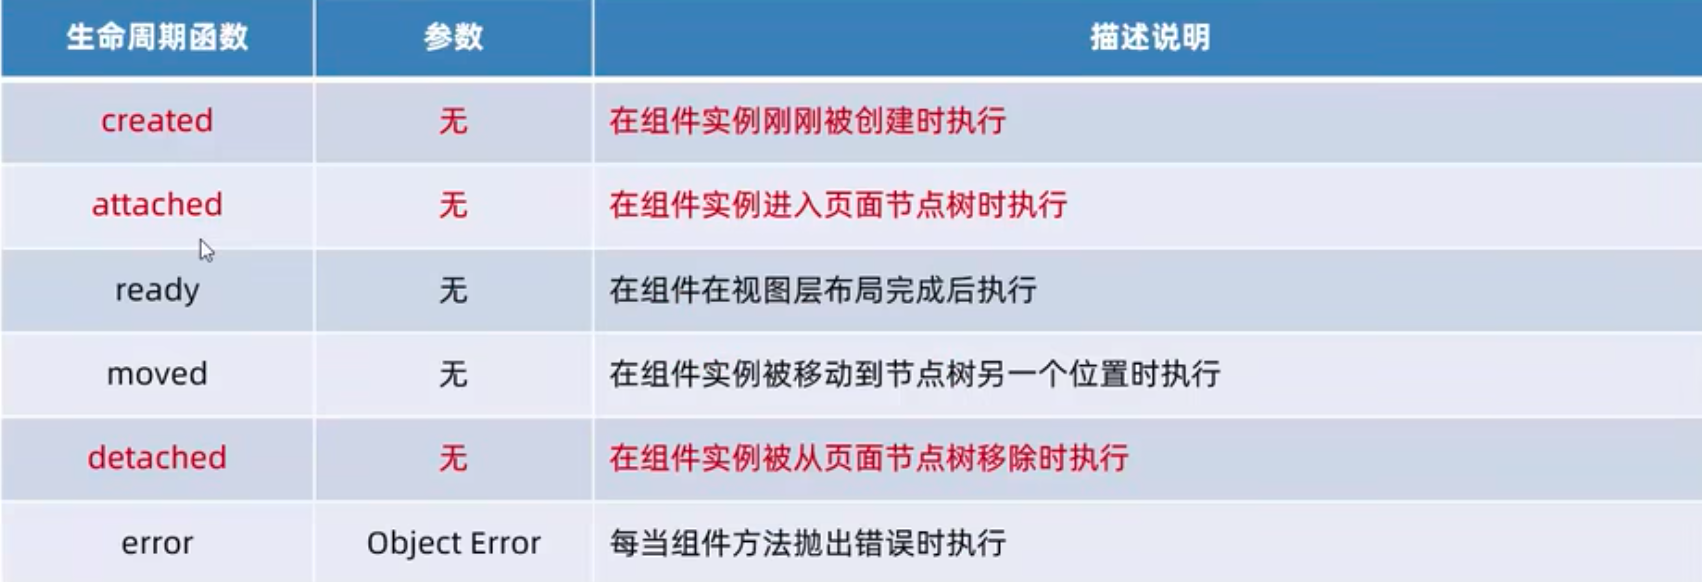 生命周期函数 参数 描述说明
created 无 在组件实例刚刚被创建时执行
attached 无 在组件实例进入页面节点树时执行
ready 无 在组件在视图层布局完成后执行
moved 无 在组件实例被移动到节点树另一个位置时执行
detached 无 在组件实例被从页面节点树移除时执行
error Object Error 每当组件方法抛出错误时执行